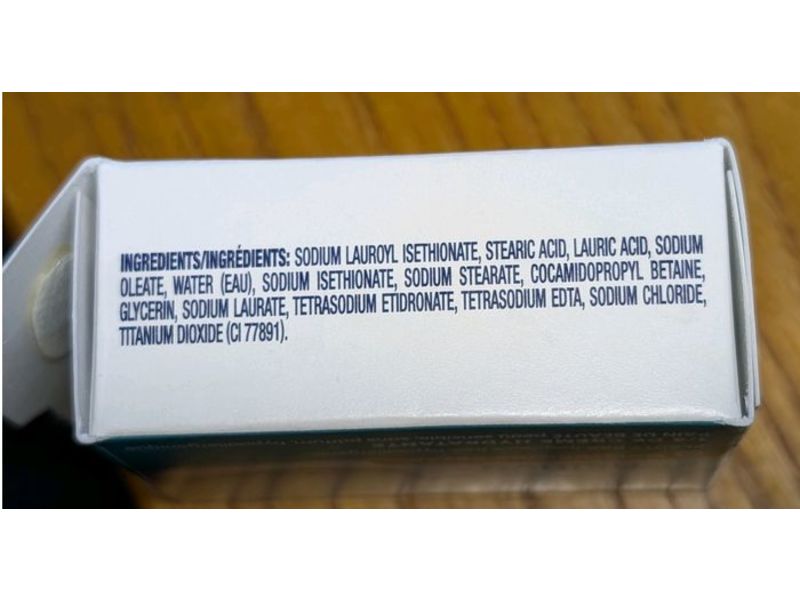 INGREDIENTS/INGRÉDIENTS: SODIUM LAUROYL ISETHIONATE, STEARIC ACID, LAURIC ACID, SODIUM
OLEATE, WATER (EAU), SODIUM ISETHIONATE, SODIUM STEARATE, COCAMIDOPROPYL BETAINE,
GLYCERIN, SODIUM LAURATE, TETRASODIUM ETIDRONATE, TETRASODIUM EDTA, SODIUM CHLORIDE,
TITANIUM DIOXIDE (CI 77891).